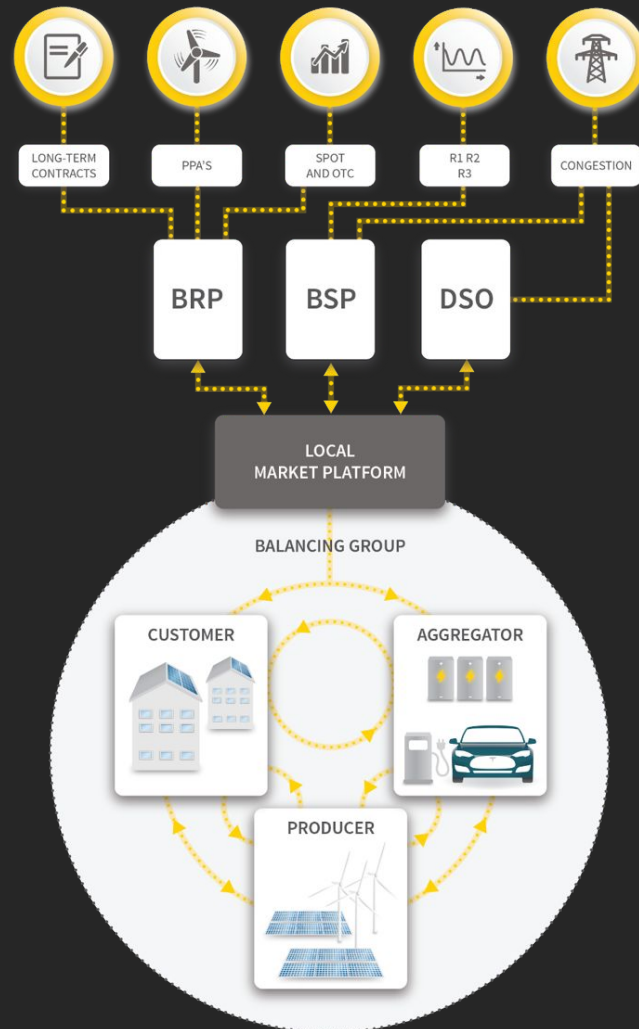 LONG-TERM
CONTRACTS
PPA'S
SPOT
AND OTC
R1 R2
R3
CONGESTION
BRP
BSP
DSO
LOCAL
MARKET PLATFORM
BALANCING GROUP
CUSTOMER
AGGREGATOR
PRODUCER